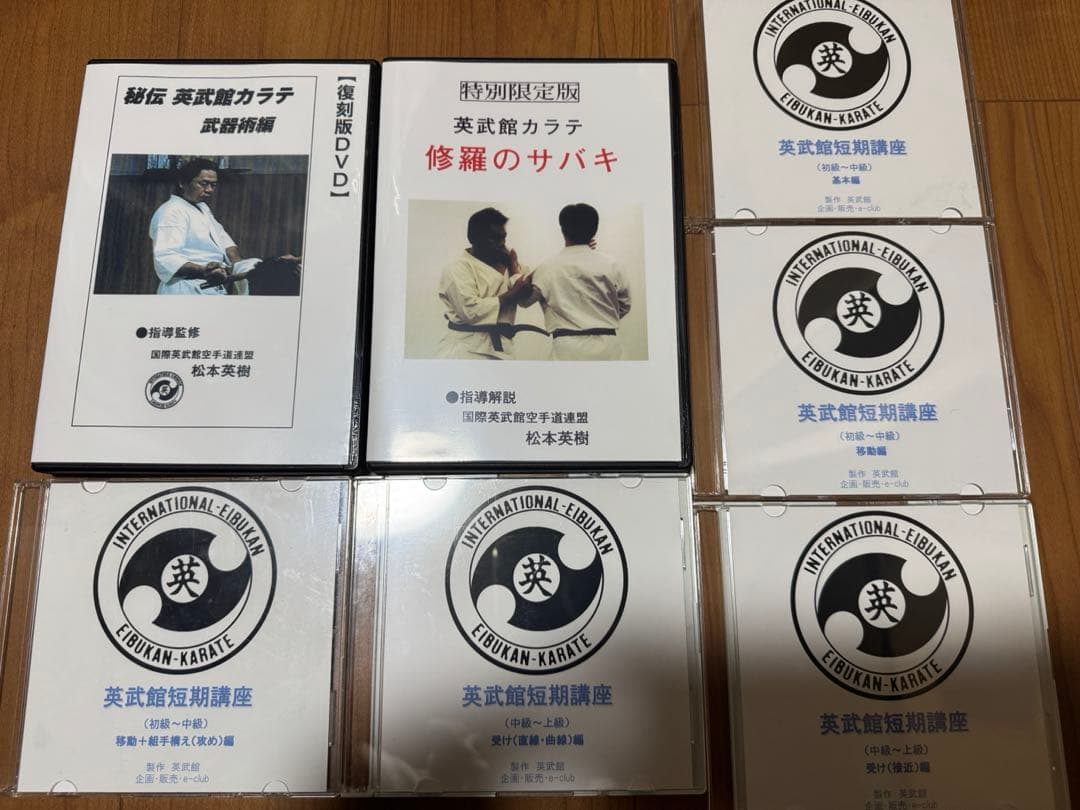 秘伝 英武館カラテ
武器術編
【復刻版DVD】
●指導監修
国際英武館空手道連盟
松本英樹
英
特別限定版
英武館カラテ
修羅のサバキ
●指導解説
国際英武館空手道連盟
松本英樹
INTERNATIONAL-EIBUKAN
英
EIBUKAN-KARATE
英武館短期講座
(初級～中級)
基本編
製作 英武館
企画・販売・e-club
INTERNATIONAL-EIBUKAN
英
EIBUKAN-KARATE
英武館短期講座
(初級～中級)
移動編
製作 英武館
企画・販売・e-club
INTERNATIONAL-EIBUKAN
英
EIBUKAN-KARATE
英武館短期講座
(初級～中級)
移動+組手構え(攻め)編
製作 英武館
企画・販売・e-club
INTERNATIONAL-EIBUKAN
英
EIBUKAN-KARATE
英武館短期講座
(中級～上級)
受け(直線・曲線)編
製作 英武館
企画・販売・e-club
INTERNATIONAL-EIBUKAN
英
EIBUKAN-KARATE
英武館短期講座
(中級～上級)
受け(接近)編
製作 英武館
企画・販売・e-club